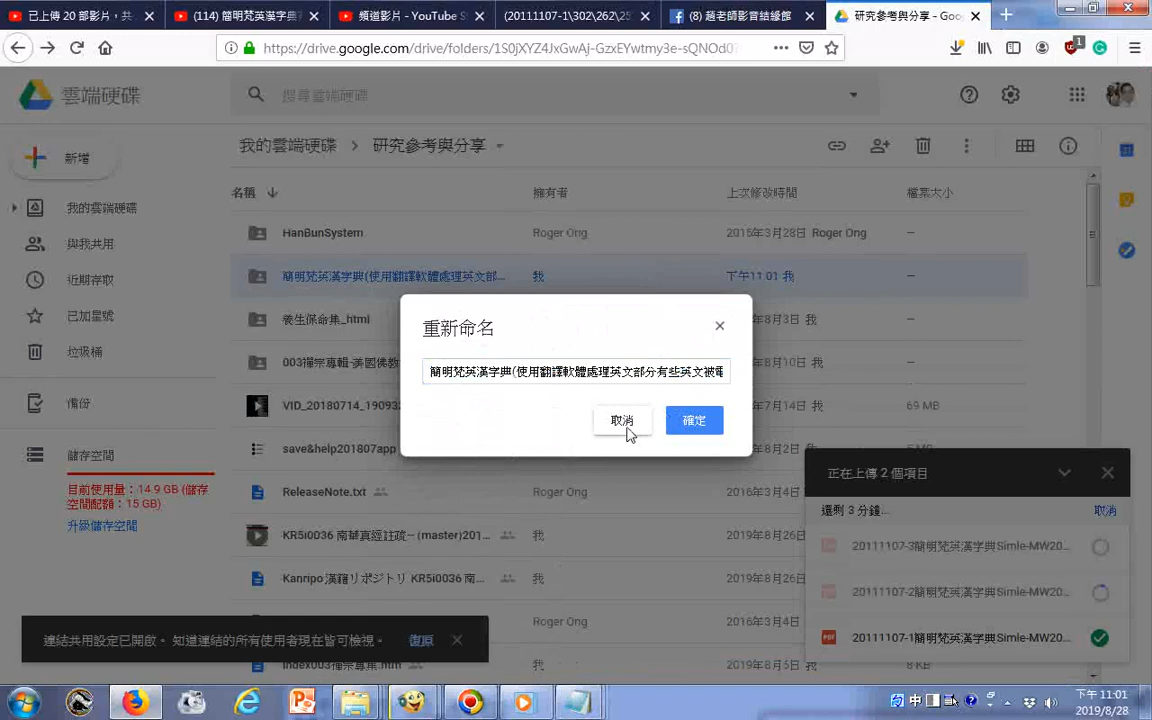 已上傳 20 部影片，共
(114) 簡明梵英漢字典
頻道影片 - YouTube S
(20111107-1\302\262\25
(8) 趙老師影音結緣館
研究參考與分享 - Goo
https://drive.google.com/drive/folders/1S0jXYZ4JxGwAj-GzxEYwtmy3e-sQNOd0?
1
雲端硬碟
搜尋雲端硬碟
新增
我的雲端硬碟 > 研究參考與分享
名稱
擁有者
上次修改時間
檔案大小
我的雲端硬碟
與我共用
近期存取
已加星號
垃圾桶
備份
儲存空間
目前使用量：14.9 GB (儲存
空間配額：15 GB)
升級儲存空間
HanBunSystem
Roger Ong
2015年3月28日 Roger Ong
–
簡明梵英漢字典(使用翻譯軟體處理英文部...
我
下午11:01 我
–
養生保命集_html
年8月3日 我
–
003禪宗專輯-美國佛教
年8月10日 我
–
VID_20180714_19093
年7月14日 我
69 MB
save&help201807app
ReleaseNote.txt
Roger Ong
2016年3月4日
KR5i0036 南華真經註疏-- (master)201...
我
2019年8月26日
Kanripo 漢籍リポジトリ KR5i0036 南...
我
2019年8月26日
Roger Ong
2016年3月4日
index003禪宗專集.htm
我
8 KB
重新命名
簡明梵英漢字典(使用翻譯軟體處理英文部分有些英文被
取消
確定
正在上傳 2 個項目
還剩 3 分鐘...
取消
20111107-3簡明梵英漢字典Simle-MW20...
20111107-2簡明梵英漢字典Simle-MW20...
20111107-1簡明梵英漢字典Simle-MW20...
連結共用設定已開啟。 知道連結的所有使用者現在皆可檢視。
復原
中
下午 11:01
2019/8/28